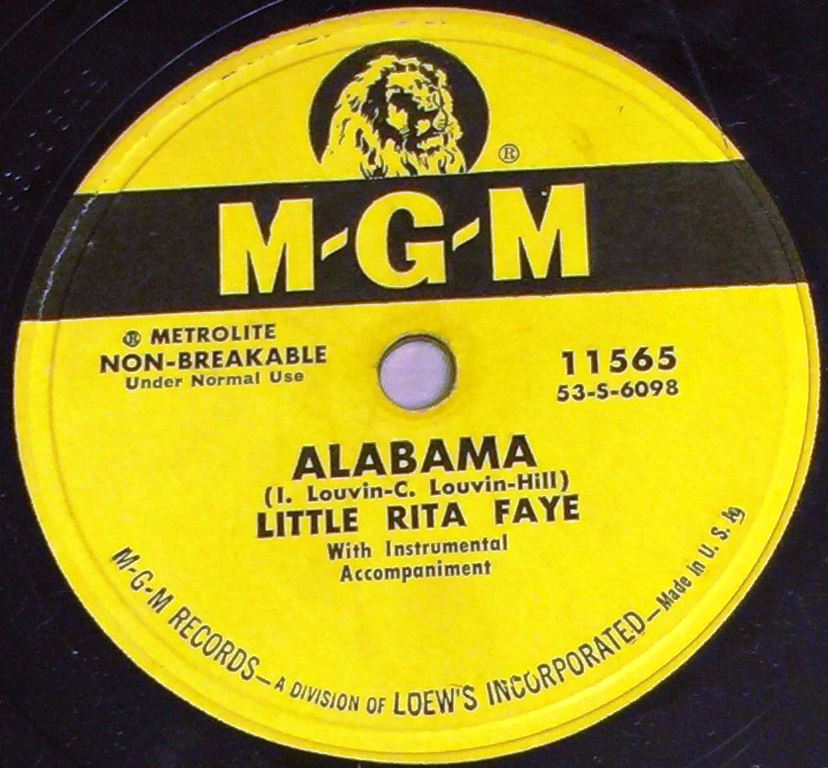 ®
M-G-M
® METROLITE
NON-BREAKABLE
Under Normal Use
11565
53-S-6098
ALABAMA
(I. Louvin-C. Louvin-Hill)
LITTLE RITA FAYE
With Instrumental
Accompaniment
M-G-M RECORDS—A DIVISION OF LOEW'S INCORPORATED—Made in U. S. A.